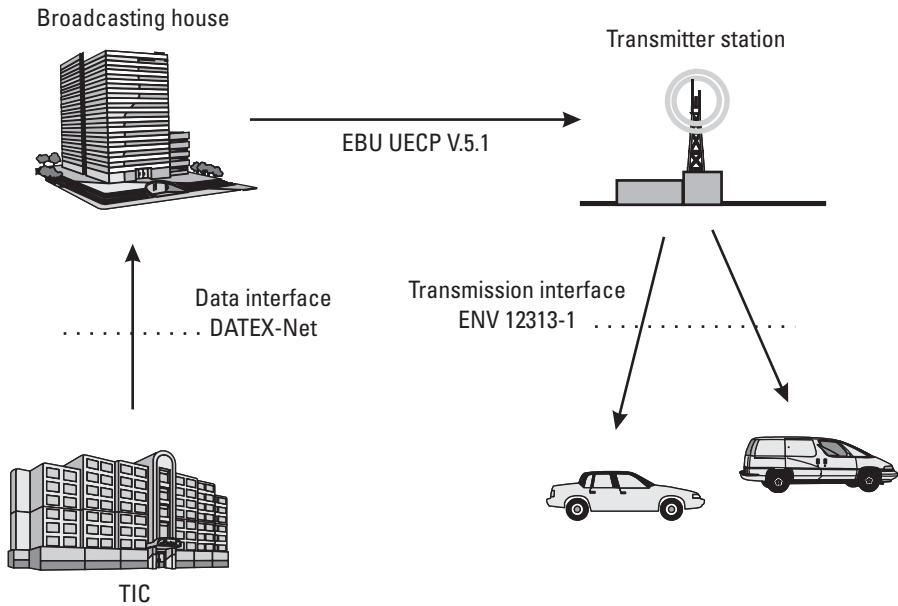 Broadcasting house
Transmitter station
EBU UECP V.5.1
Data interface
DATEX-Net
Transmission interface
ENV 12313-1
TIC